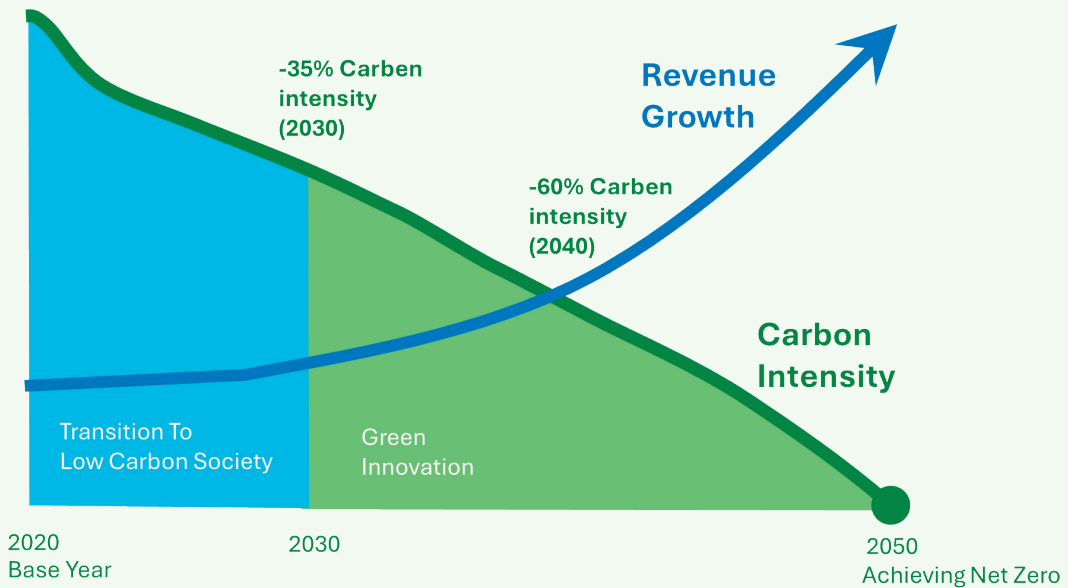 -35% Carben
intensity
(2030)
Revenue
Growth
-60% Carben
intensity
(2040)
Carbon
Intensity
Transition To
Low Carbon Society
Green
Innovation
2020
Base Year
2030
2050
Achieving Net Zero